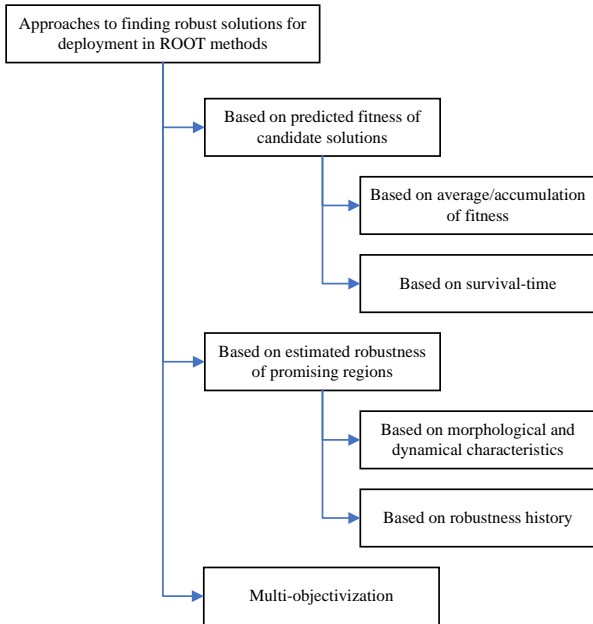 Approaches to finding robust solutions for
deployment in ROOT methods
Based on predicted fitness of
candidate solutions
Based on average/accumulation
of fitness
Based on survival-time
Based on estimated robustness
of promising regions
Based on morphological and
dynamical characteristics
Based on robustness history
Multi-objectivization